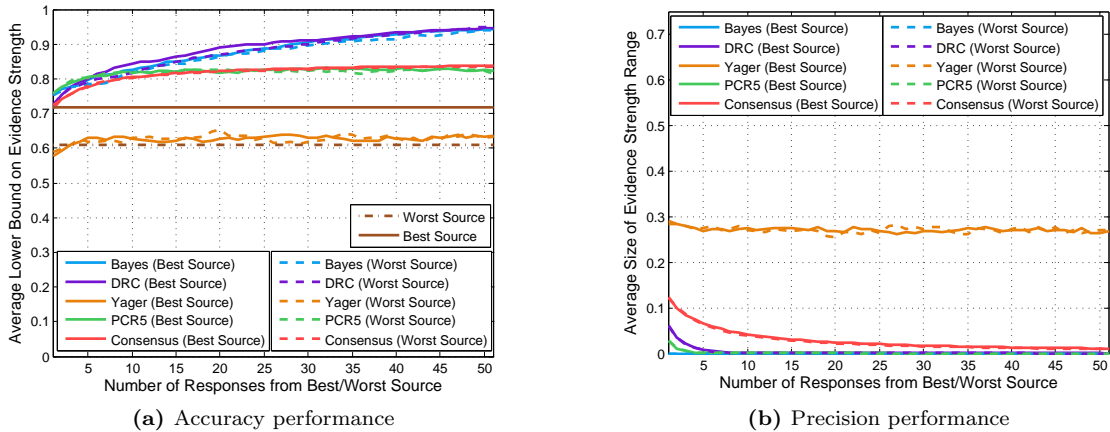 1
0.9
0.8
0.7
0.6
0.5
0.4
0.3
0.2
0.1
0
Average Lower Bound on Evidence Strength
5 10 15 20 25 30 35 40 45 50
Number of Responses from Best/Worst Source
Worst Source
Best Source
Bayes (Best Source)
DRC (Best Source)
Yager (Best Source)
PCR5 (Best Source)
Consensus (Best Source)
Bayes (Worst Source)
DRC (Worst Source)
Yager (Worst Source)
PCR5 (Worst Source)
Consensus (Worst Source)
(a) Accuracy performance
0.7
0.6
0.5
0.4
0.3
0.2
0.1
0
Average Size of Evidence Strength Range
5 10 15 20 25 30 35 40 45 50
Number of Responses from Best/Worst Source
Bayes (Best Source)
DRC (Best Source)
Yager (Best Source)
PCR5 (Best Source)
Consensus (Best Source)
Bayes (Worst Source)
DRC (Worst Source)
Yager (Worst Source)
PCR5 (Worst Source)
Consensus (Worst Source)
(b) Precision performance